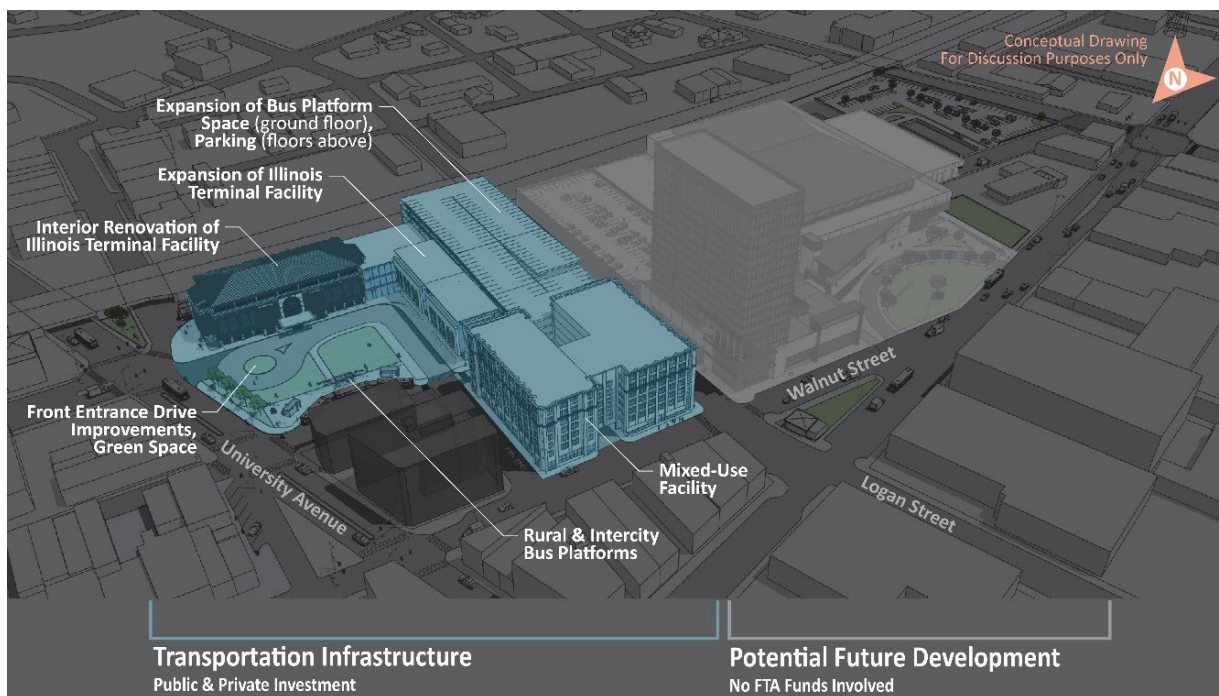 Conceptual Drawing
For Discussion Purposes Only
N
Expansion of Bus Platform
Space (ground floor),
Parking (floors above)
Expansion of Illinois
Terminal Facility
Interior Renovation of
Illinois Terminal Facility
Front Entrance Drive
Improvements,
Green Space
University Avenue
Rural & Intercity
Bus Platforms
Mixed-Use
Facility
Walnut Street
Logan Street
Transportation Infrastructure
Public & Private Investment
Potential Future Development
No FTA Funds Involved